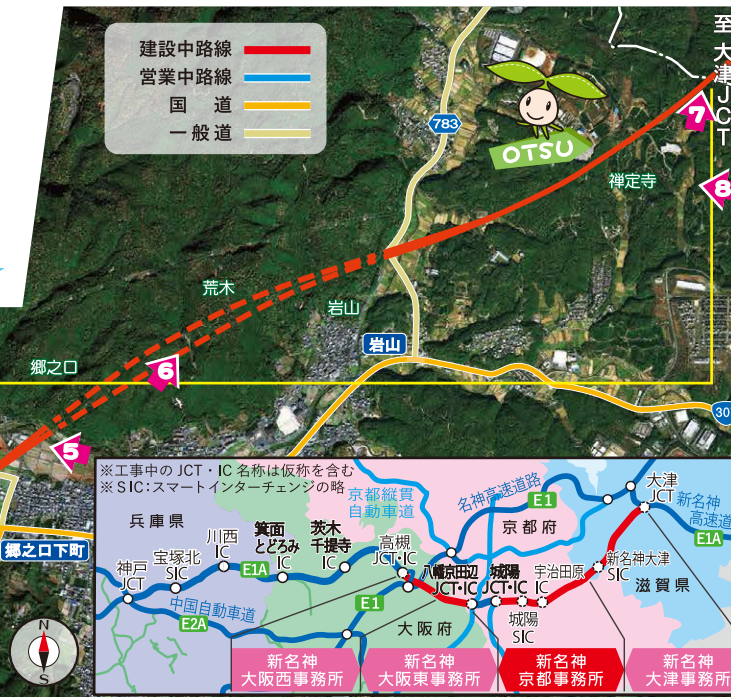 建設中路線
営業中路線
国道
一般道
至大津JCT
783
OTSU
7
8
禅定寺
荒木
岩山
岩山
郷之口
6
5
30
郷之口下町
※工事中の JCT・IC 名称は仮称を含む
※SIC:スマートインターチェンジの略
京都縦貫
自動車道
名神高速道路
E1
大津
JCT
新名神
高速道
E1A
兵庫県
京都府
滋賀県
大阪府
神戸
JCT
宝塚北
SIC
川西
IC
E1A
箕面
とどろみ
IC
茨木
千提寺
IC
高槻
JCT・IC
八幡京田辺
JCT・IC
城陽
JCT・IC
宇治田原
IC
新名神大津
SIC
城陽
SIC
中国自動車道
E2A
E1
新名神
大阪西事務所
新名神
大阪東事務所
新名神
京都事務所
新名神
大津事務所
N
S